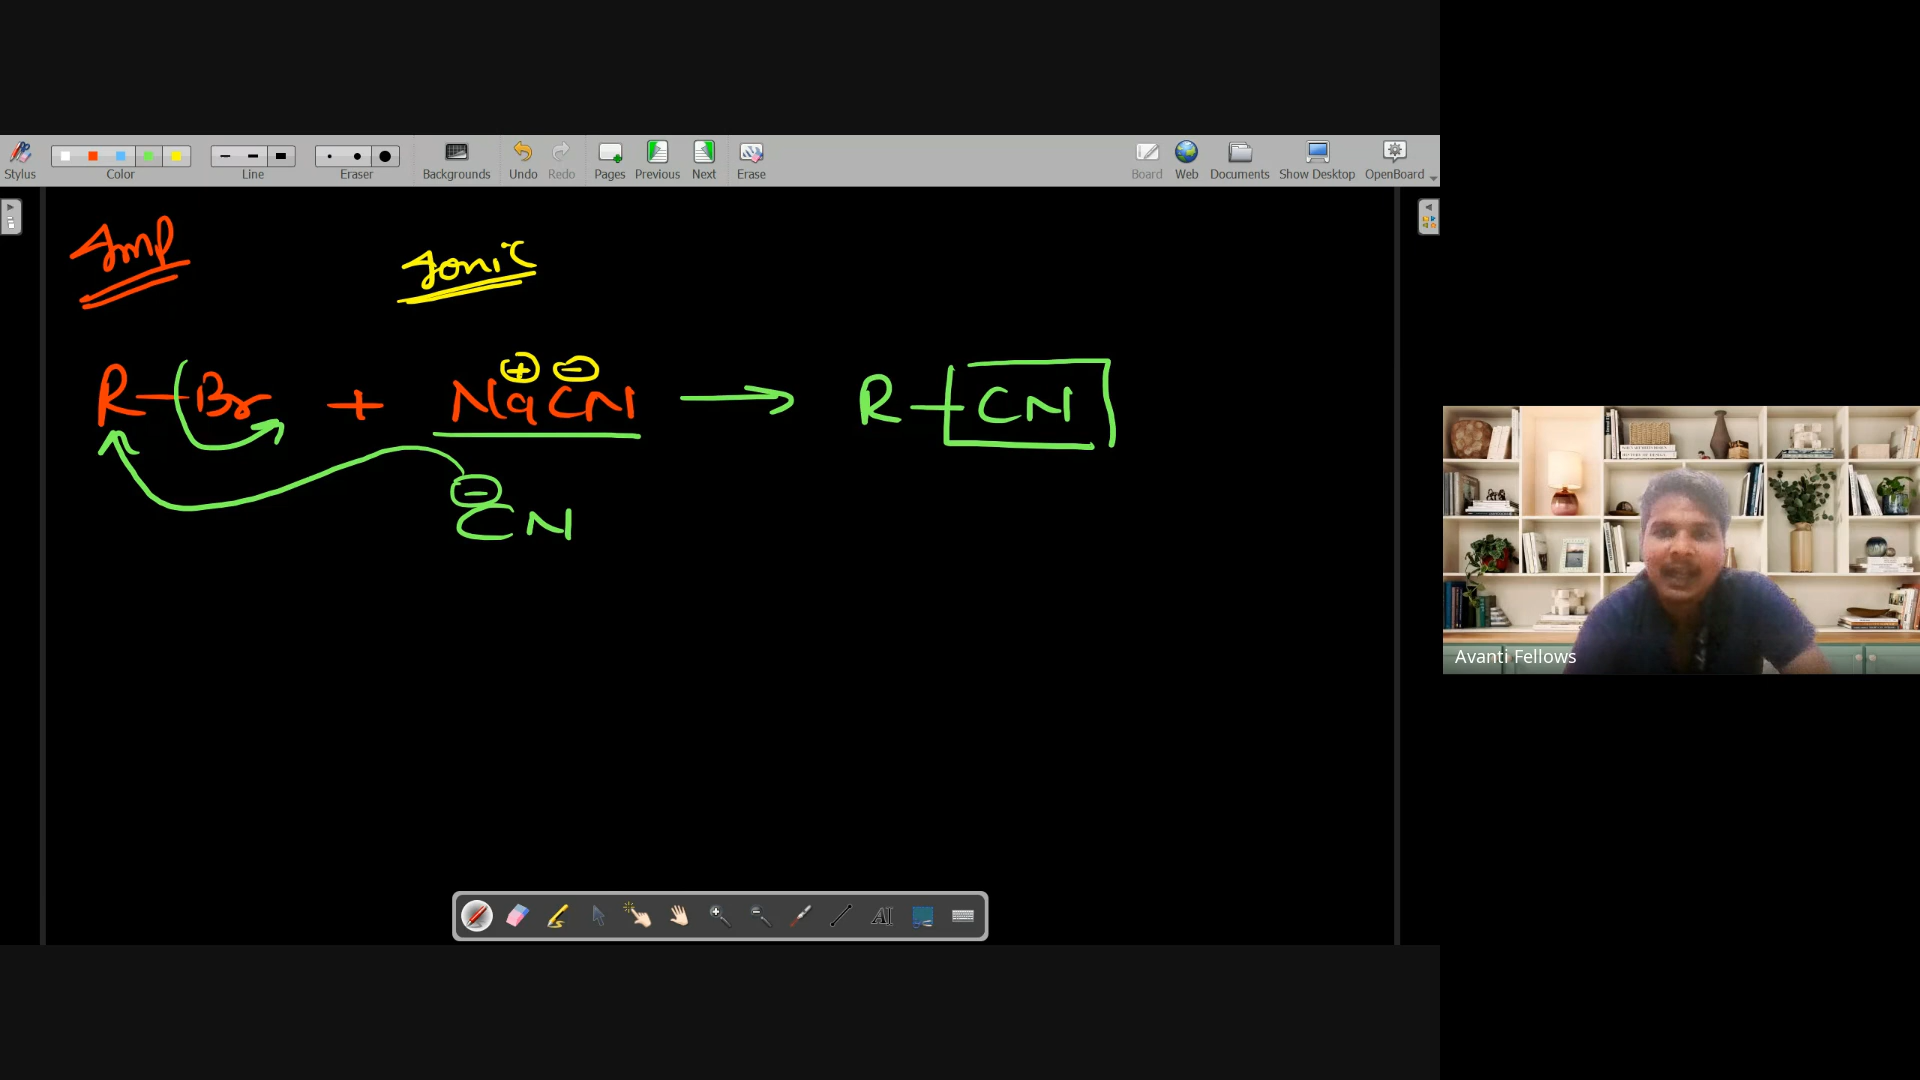 Stylus Color Line Eraser Backgrounds Undo Redo Pages Previous Next Erase Board Web Documents Show Desktop OpenBoard
Imp
Ionic
R-Br + Na⊕CN⊖ → R-CN
⊖CN
Avanti Fellows